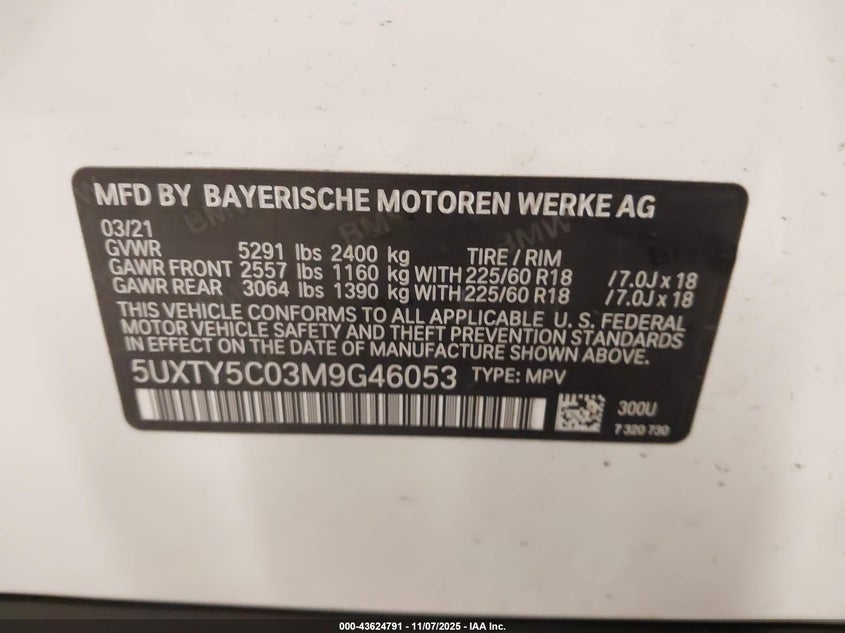 MFD BY BAYERISCHE MOTOREN WERKE AG
03/21
GVWR 5291 lbs 2400 kg TIRE / RIM
GAWR FRONT 2557 lbs 1160 kg WITH 225/60 R18 /7.0J x 18
GAWR REAR 3064 lbs 1390 kg WITH 225/60 R18 /7.0J x 18
THIS VEHICLE CONFORMS TO ALL APPLICABLE U. S. FEDERAL
MOTOR VEHICLE SAFETY AND THEFT PREVENTION STANDARDS
IN EFFECT ON THE DATE OF MANUFACTURE SHOWN ABOVE.
5UXTY5C03M9G46053 TYPE: MPV
300U
7 320 730
BMW BMW BMW BMW
000-43624791 - 11/07/2025 - IAA Inc.